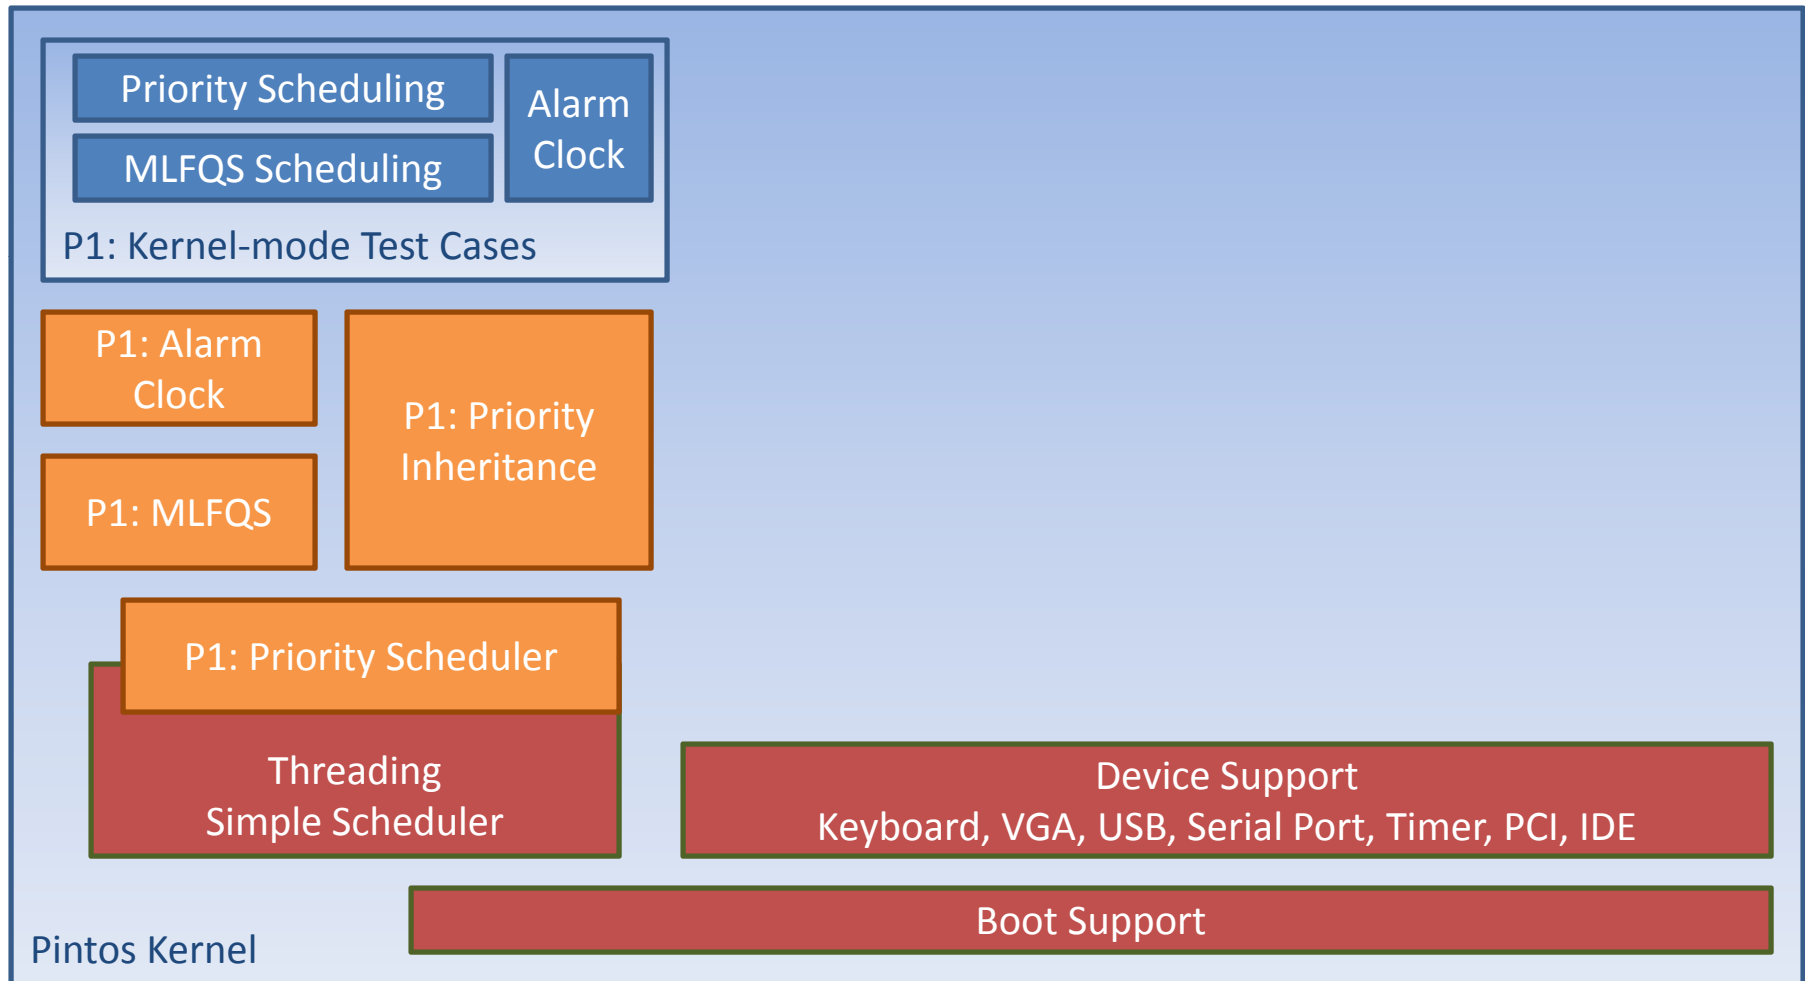 Priority Scheduling
MLFQS Scheduling
Alarm
Clock
P1: Kernel-mode Test Cases
P1: Alarm
Clock
P1: Priority
Inheritance
P1: MLFQS
P1: Priority Scheduler
Threading
Simple Scheduler
Device Support
Keyboard, VGA, USB, Serial Port, Timer, PCI, IDE
Boot Support
Pintos Kernel